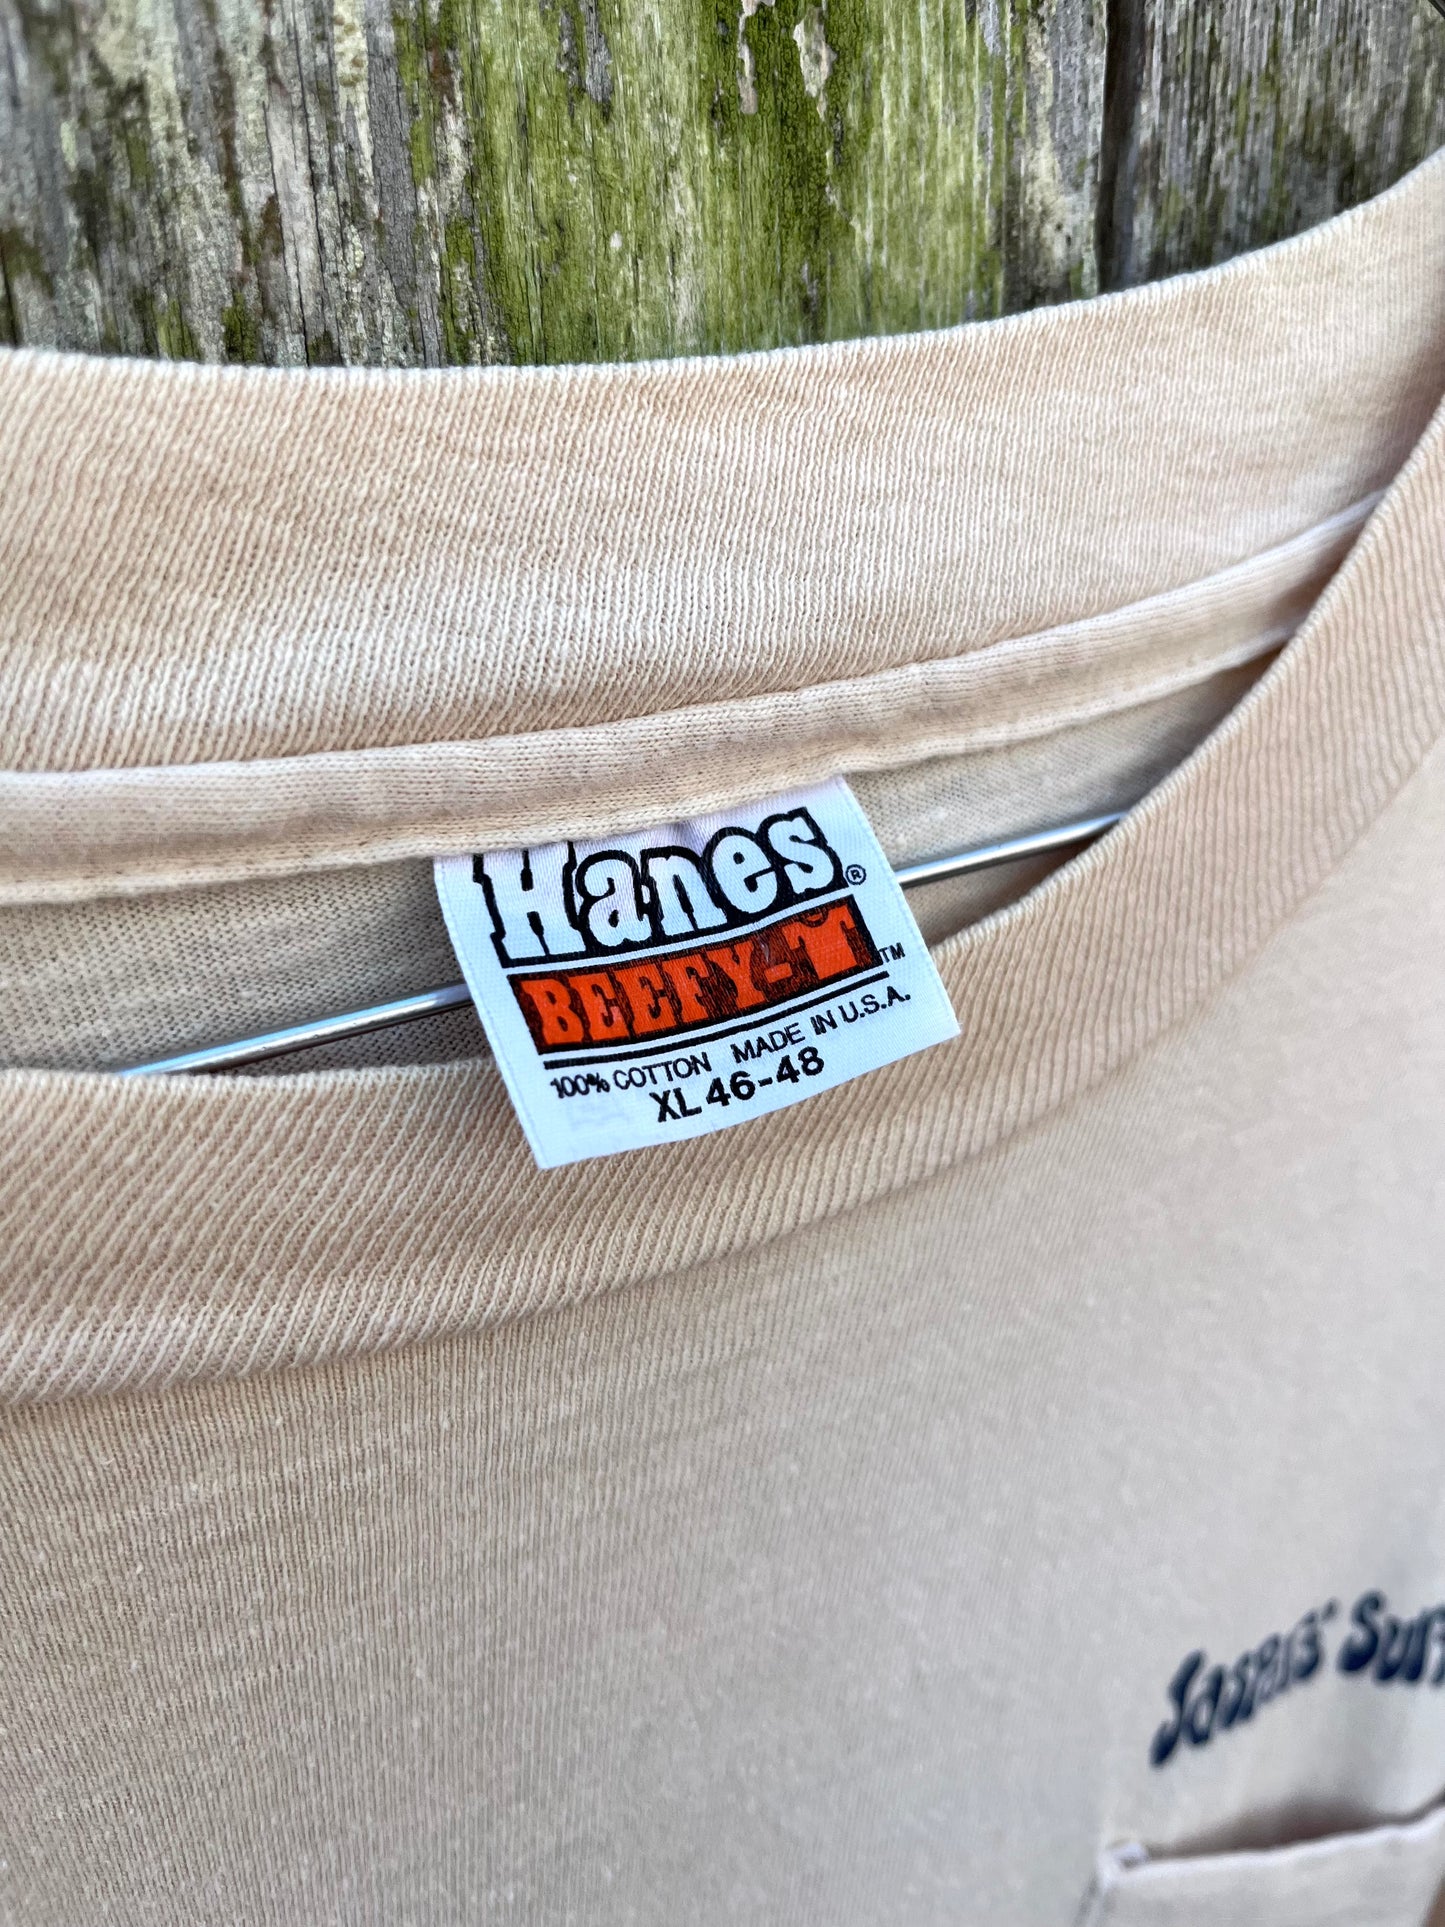 Hanes®
BEEFY-T™
100% COTTON MADE IN U.S.A.
XL 46-48